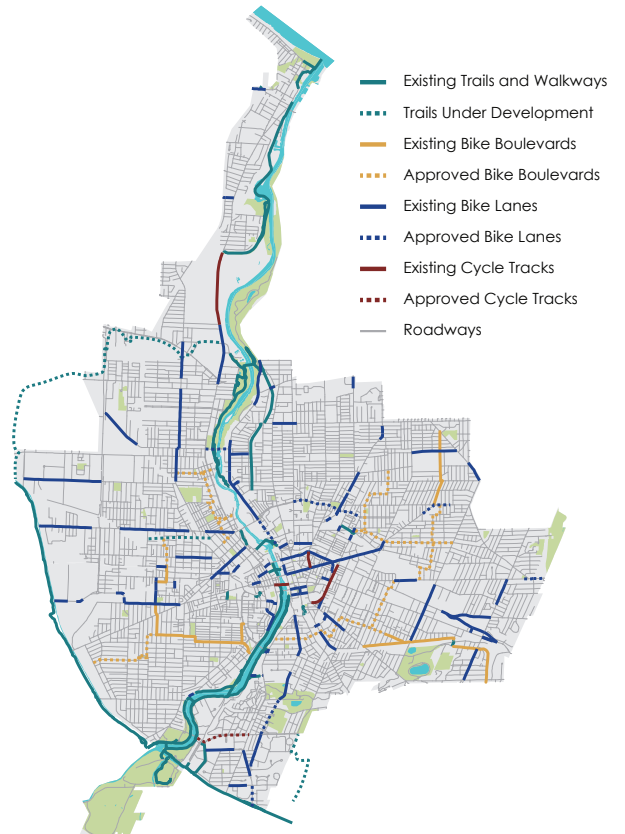 Existing Trails and Walkways
Trails Under Development
Existing Bike Boulevards
Approved Bike Boulevards
Existing Bike Lanes
Approved Bike Lanes
Existing Cycle Tracks
Approved Cycle Tracks
Roadways